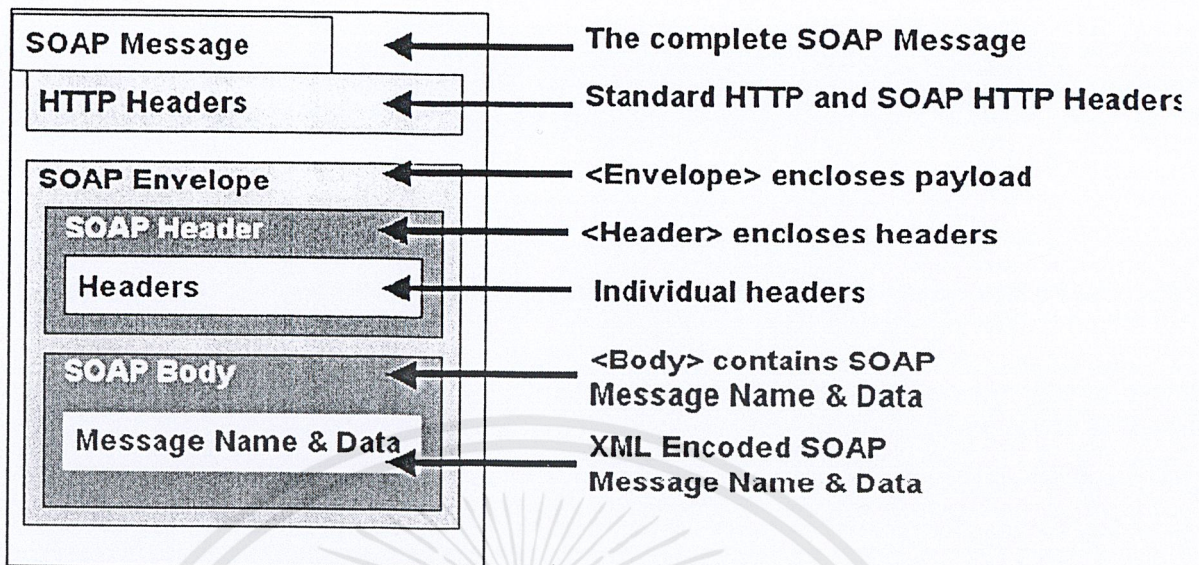 SOAP Message
The complete SOAP Message
HTTP Headers
Standard HTTP and SOAP HTTP Headers
SOAP Envelope
<Envelope> encloses payload
SOAP Header
<Header> encloses headers
Headers
Individual headers
SOAP Body
<Body> contains SOAP
Message Name & Data
Message Name & Data
XML Encoded SOAP
Message Name & Data